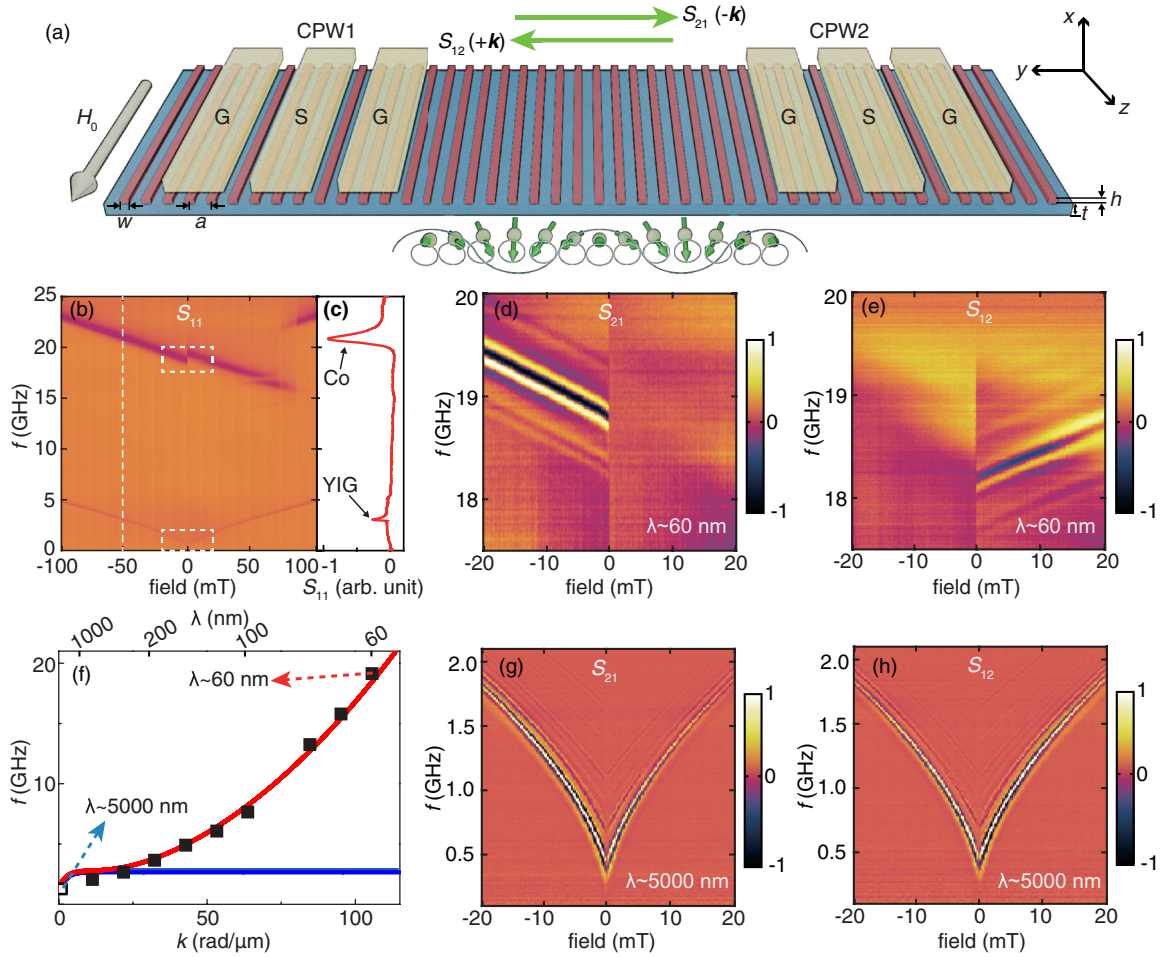 (a)
CPW1
S21 (-k)
S12 (+k)
CPW2
x
y
z
H0
G
S
G
G
S
G
w
a
h
t
(b)
S11
25
20
15
10
5
0
f (GHz)
-100
-50
0
50
100
field (mT)
(c)
Co
YIG
-1
0
S11 (arb. unit)
(d)
S21
20
19
18
f (GHz)
λ~60 nm
-20
-10
0
10
20
field (mT)
1
0
-1
(e)
S12
20
19
18
f (GHz)
λ~60 nm
-20
-10
0
10
20
field (mT)
1
0
-1
λ (nm)
1000
200
100
60
(f)
20
10
f (GHz)
λ~60 nm
λ~5000 nm
0
50
100
k (rad/μm)
(g)
S21
2.0
1.5
1.0
0.5
f (GHz)
λ~5000 nm
-20
-10
0
10
20
field (mT)
1
0
-1
(h)
S12
2.0
1.5
1.0
0.5
f (GHz)
λ~5000 nm
-20
-10
0
10
20
field (mT)
1
0
-1